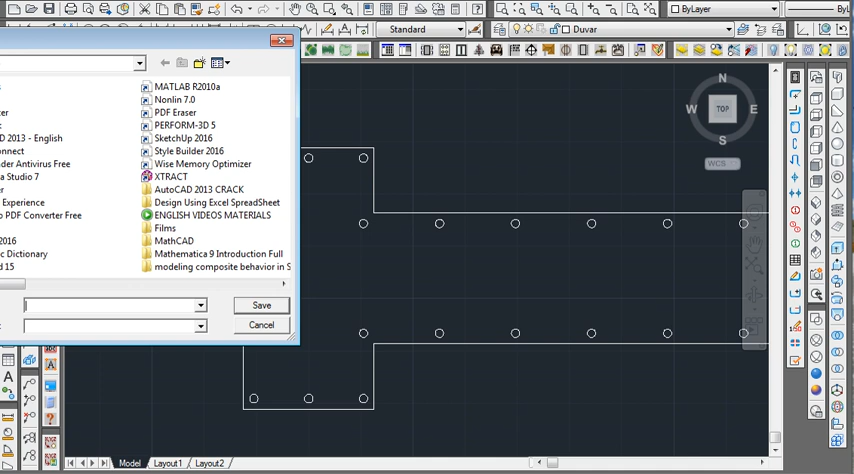 ByLayer
ByL
Standard
Duvar
MATLAB R2010a
Nonlin 7.0
PDF Eraser
PERFORM-3D 5
D 2013 - English
SketchUp 2016
onnect
Style Builder 2016
nder Antivirus Free
Wise Memory Optimizer
a Studio 7
XTRACT
er
AutoCAD 2013 CRACK
Experience
Design Using Excel SpreadSheet
o PDF Converter Free
ENGLISH VIDEOS MATERIALS
Films
2016
MathCAD
c Dictionary
Mathematica 9 Introduction Full
d 15
modeling composite behavior in S
Save
Cancel
N
W
TOP
E
S
WCS
Model
Layout1
Layout2